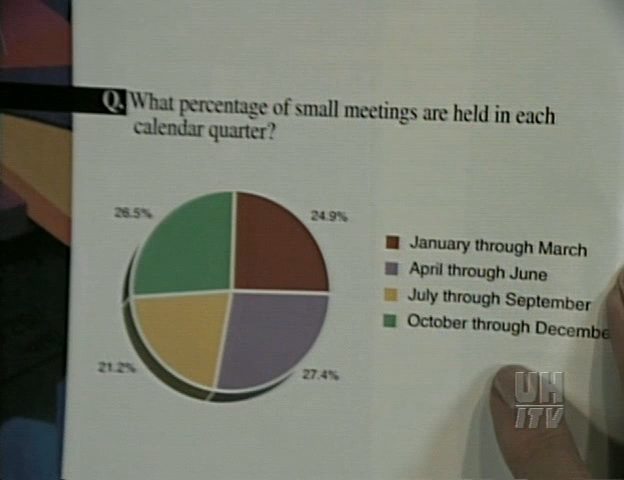 Q. What percentage of small meetings are held in each
calendar quarter?
26.5%
24.9%
21.2%
27.4%
January through March
April through June
July through September
October through Decembe
UH
ITV